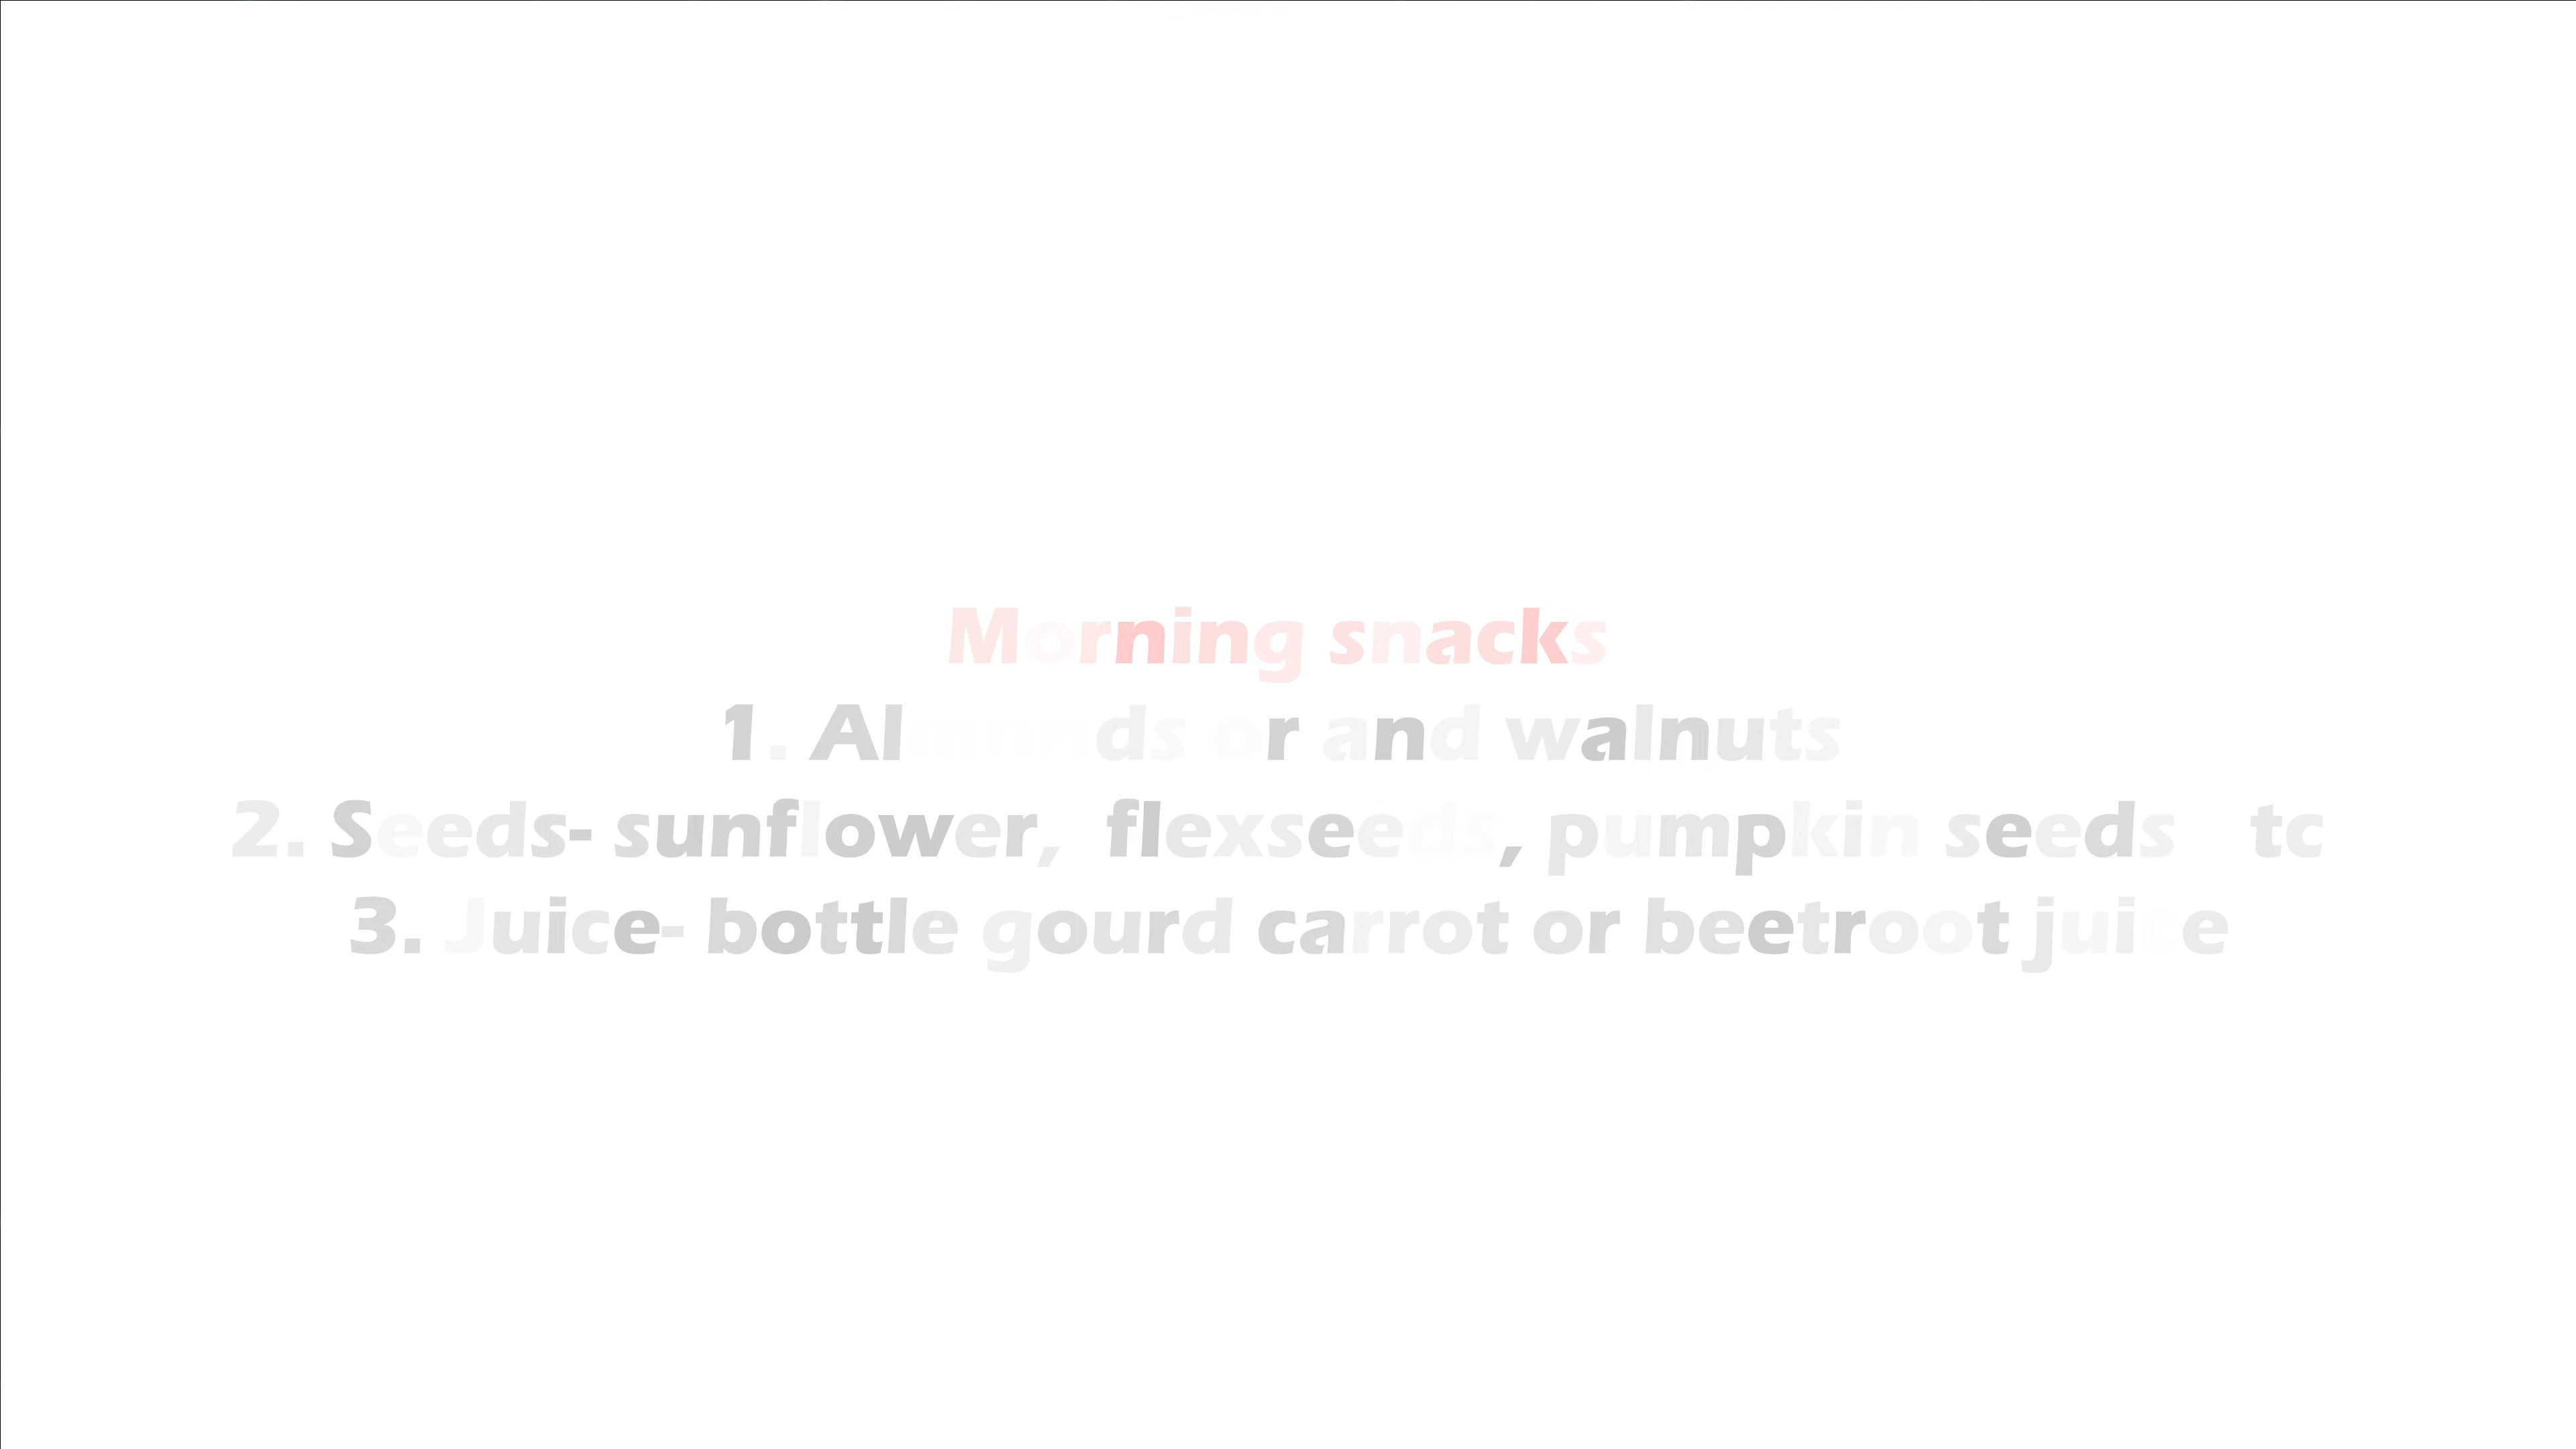 Morning snacks
1. Almonds or and walnuts
2. Seeds- sunflower, flexseeds, pumpkin seeds tc
3. Juice- bottle gourd carrot or beetroot juice